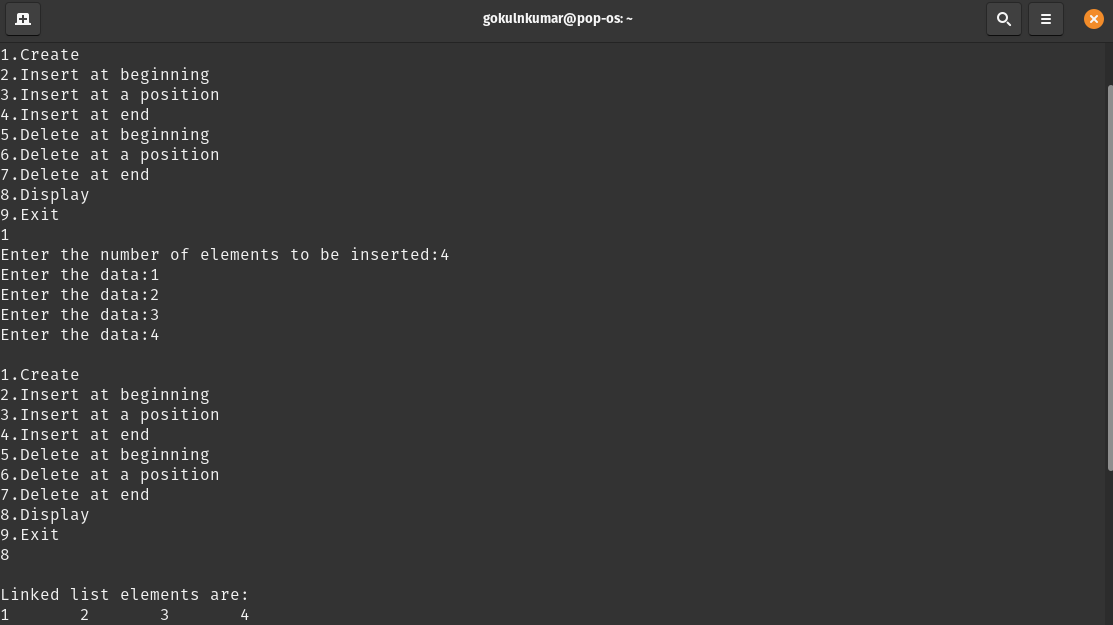 gokulnkumar@pop-os: ~
1.Create
2.Insert at beginning
3.Insert at a position
4.Insert at end
5.Delete at beginning
6.Delete at a position
7.Delete at end
8.Display
9.Exit
1
Enter the number of elements to be inserted:4
Enter the data:1
Enter the data:2
Enter the data:3
Enter the data:4

1.Create
2.Insert at beginning
3.Insert at a position
4.Insert at end
5.Delete at beginning
6.Delete at a position
7.Delete at end
8.Display
9.Exit
8

Linked list elements are:
1       2       3       4